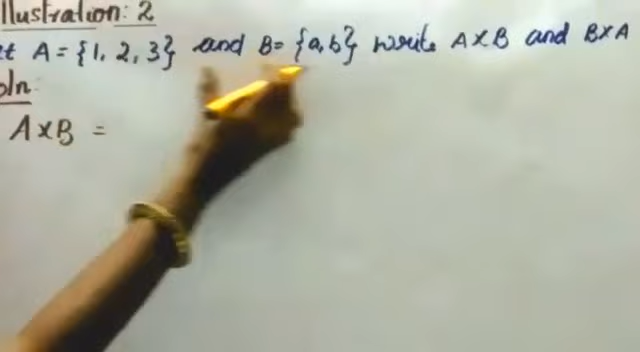 llustration: 2
et A = {1, 2, 3} and B = {a, b} write A×B and B×A
oln:
A×B =